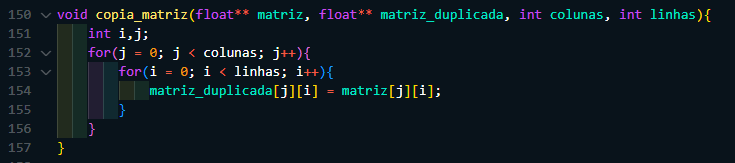 150 void copia_matriz(float** matriz, float** matriz_duplicada, int colunas, int linhas){
151     int i,j;
152     for(j = 0; j < colunas; j++){
153         for(i = 0; i < linhas; i++){
154             matriz_duplicada[j][i] = matriz[j][i];
155         }
156     }
157 }